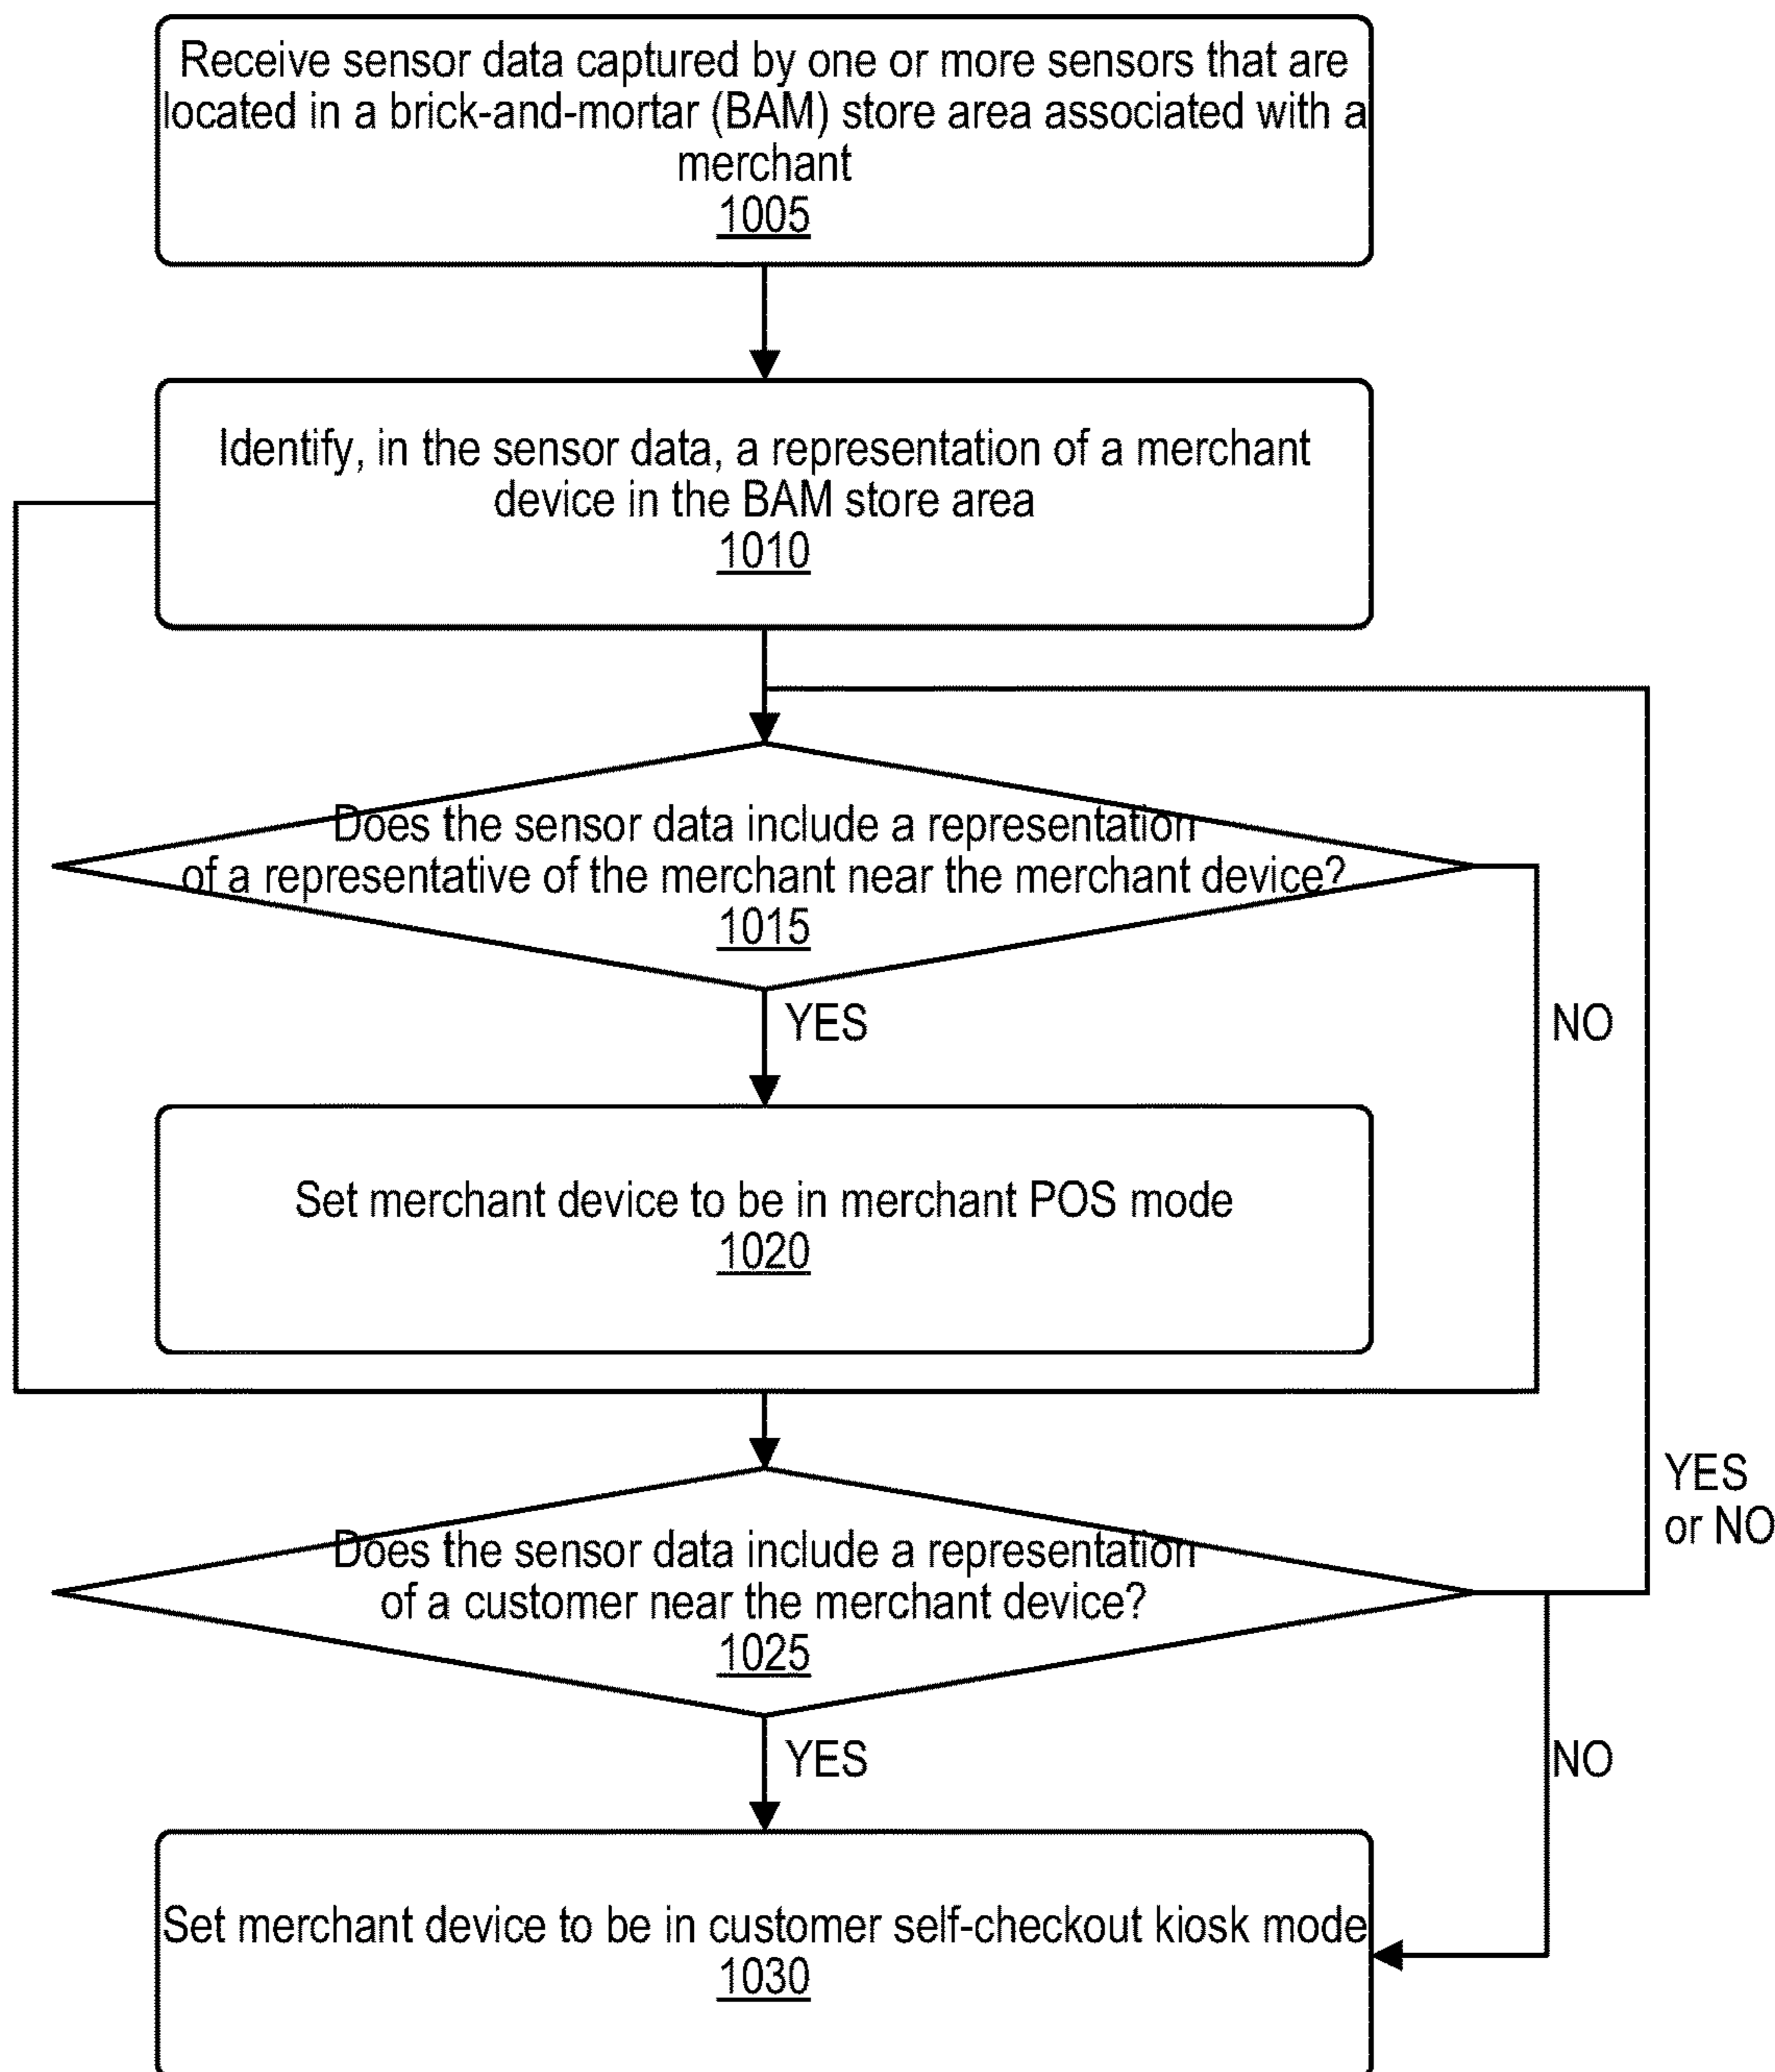 Receive sensor data captured by one or more sensors that are
located in a brick-and-mortar (BAM) store area associated with a
merchant
1005
Identify, in the sensor data, a representation of a merchant
device in the BAM store area
1010
Does the sensor data include a representation
of a representative of the merchant near the merchant device?
1015
YES
NO
Set merchant device to be in merchant POS mode
1020
YES
or NO
Does the sensor data include a representation
of a customer near the merchant device?
1025
YES
NO
Set merchant device to be in customer self-checkout kiosk mode
1030